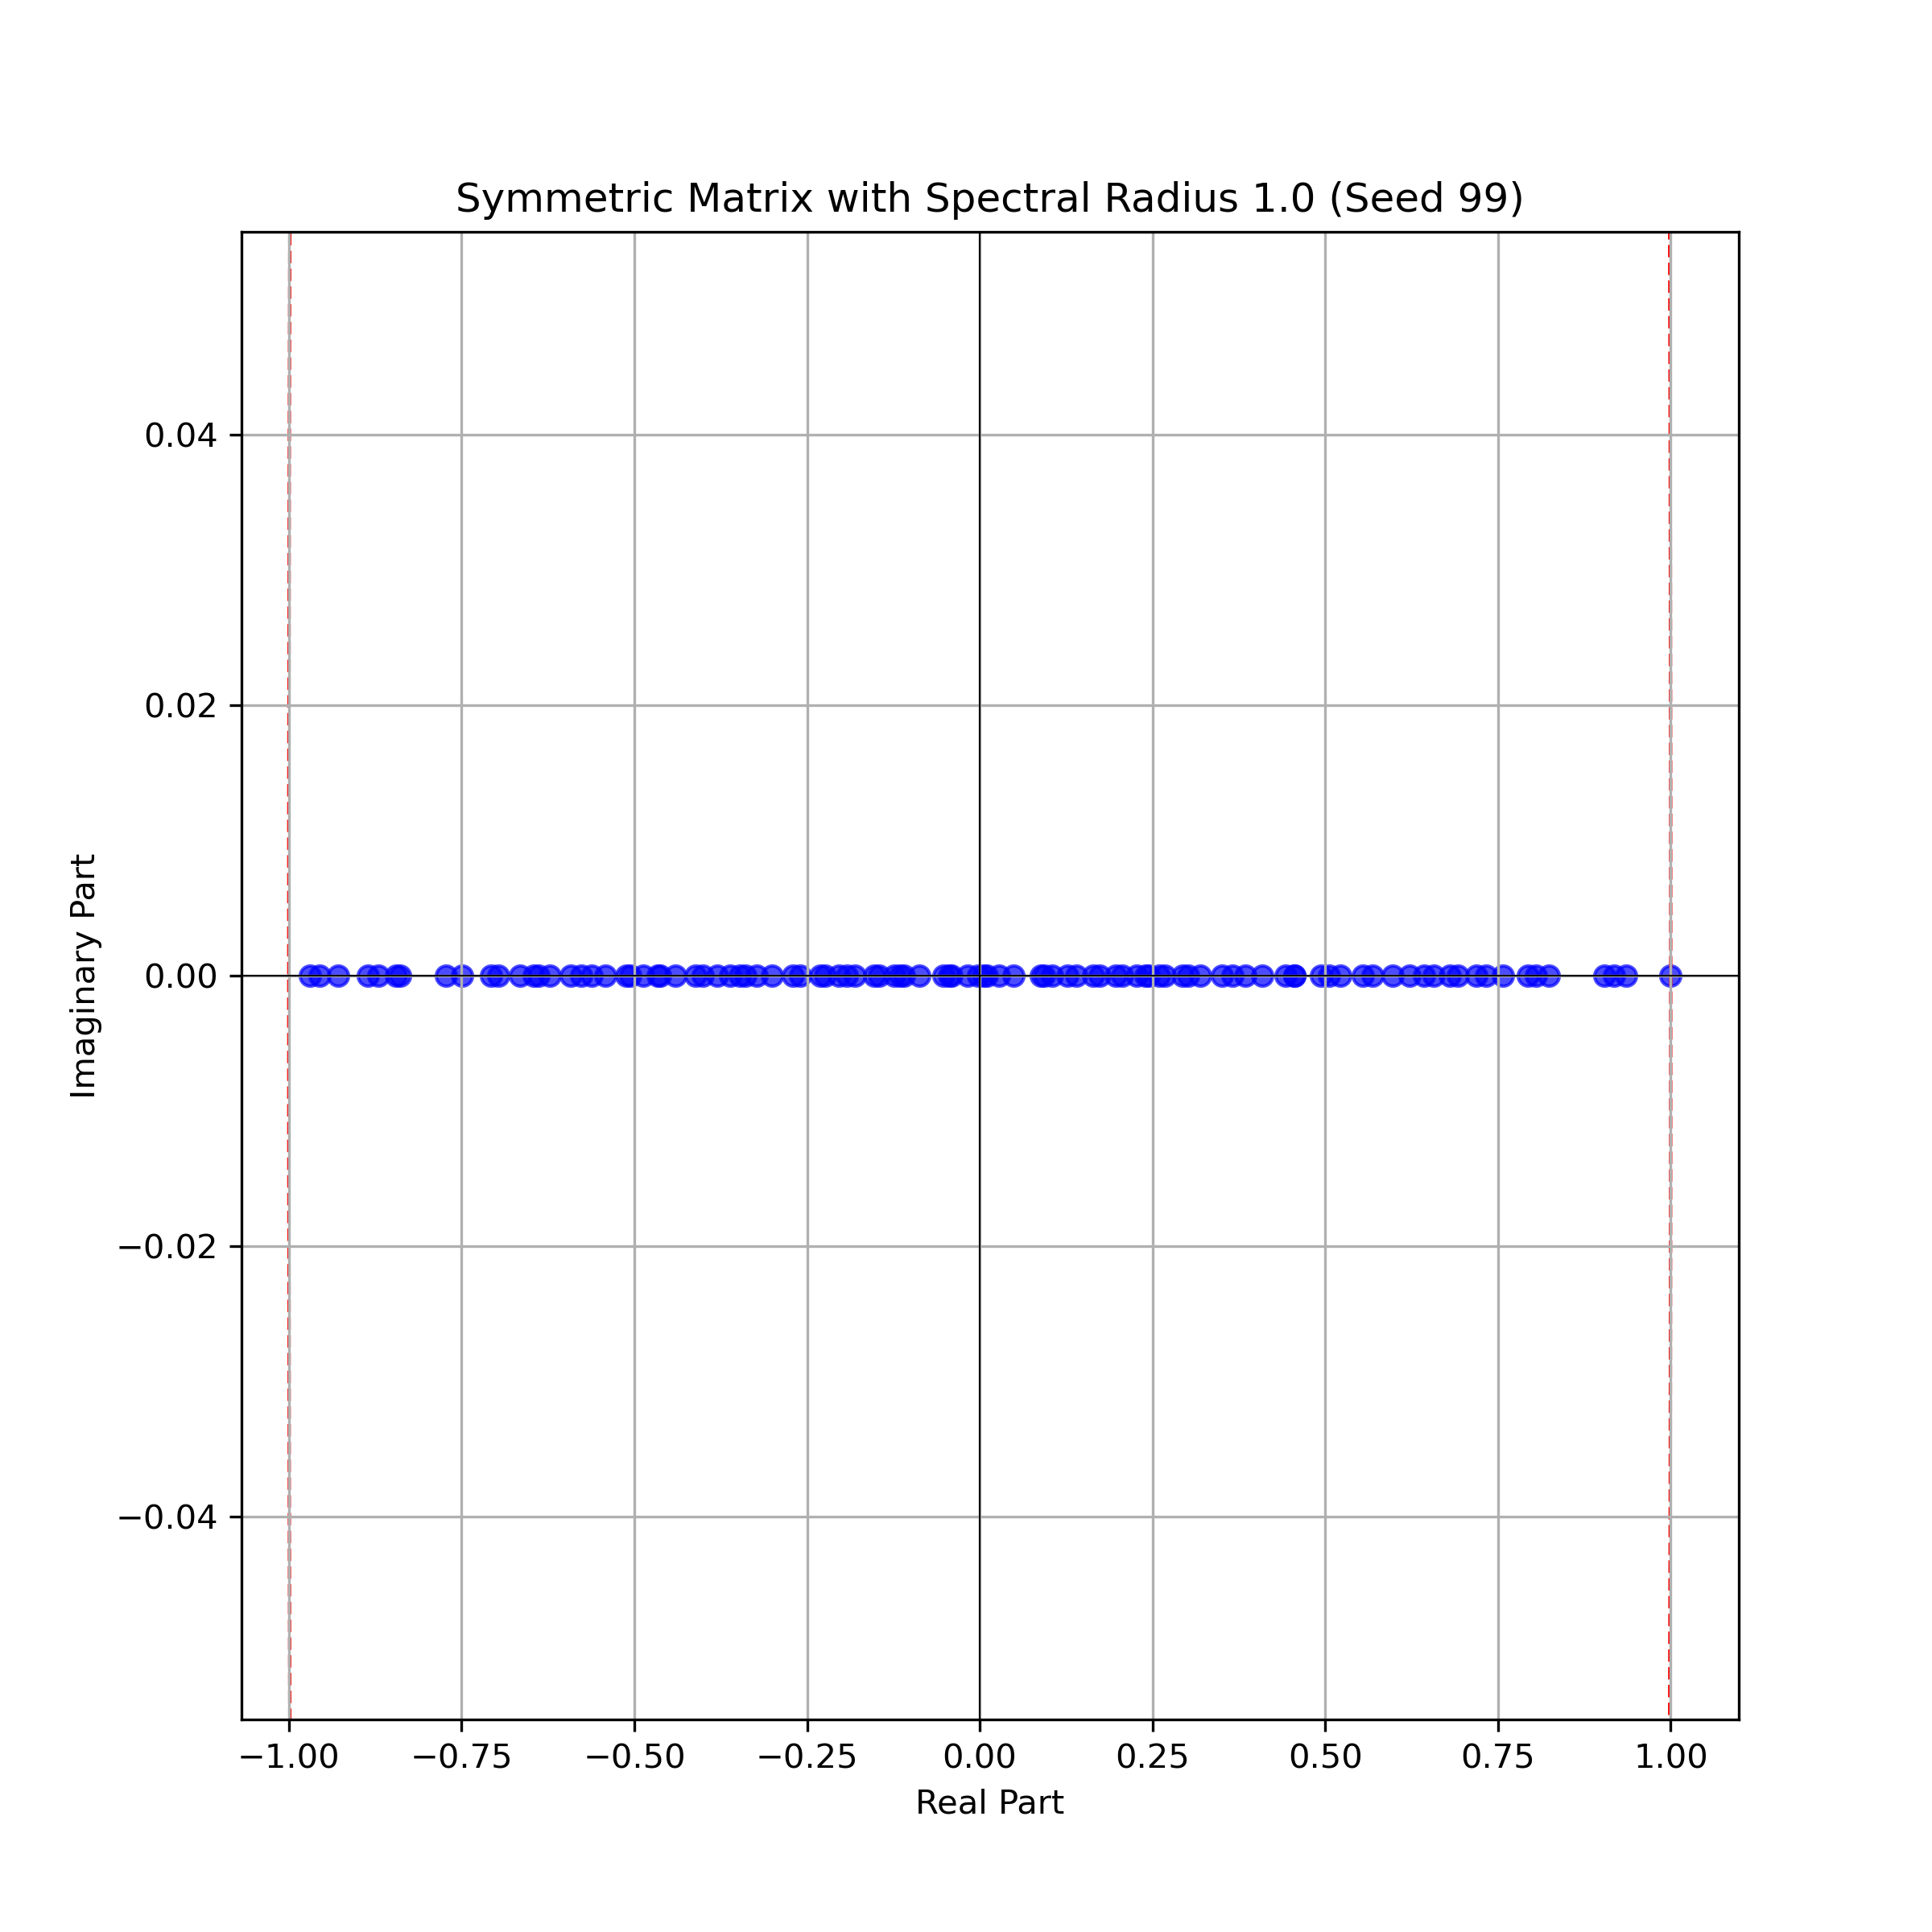 Symmetric Matrix with Spectral Radius 1.0 (Seed 99)
0.04
0.02
0.00
−0.02
−0.04
Imaginary Part
−1.00 −0.75 −0.50 −0.25 0.00 0.25 0.50 0.75 1.00
Real Part